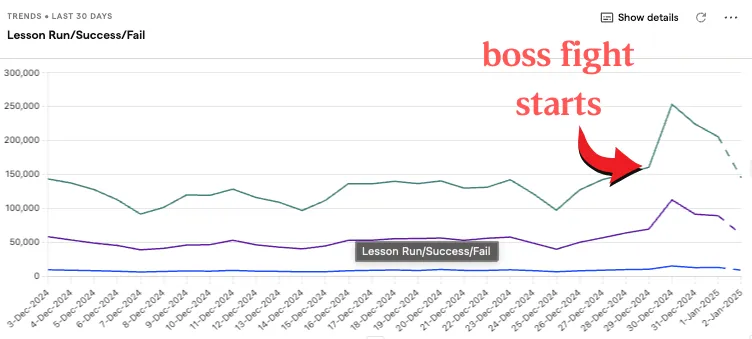 TRENDS • LAST 30 DAYS
Show details
Lesson Run/Success/Fail
boss fight
starts
300,000
250,000
200,000
150,000
100,000
50,000
0
Lesson Run/Success/Fail
3-Dec-2024
4-Dec-2024
5-Dec-2024
6-Dec-2024
7-Dec-2024
8-Dec-2024
9-Dec-2024
10-Dec-2024
11-Dec-2024
12-Dec-2024
13-Dec-2024
14-Dec-2024
15-Dec-2024
16-Dec-2024
17-Dec-2024
18-Dec-2024
19-Dec-2024
20-Dec-2024
21-Dec-2024
22-Dec-2024
23-Dec-2024
24-Dec-2024
25-Dec-2024
26-Dec-2024
27-Dec-2024
28-Dec-2024
29-Dec-2024
30-Dec-2024
31-Dec-2024
1-Jan-2025
2-Jan-2025